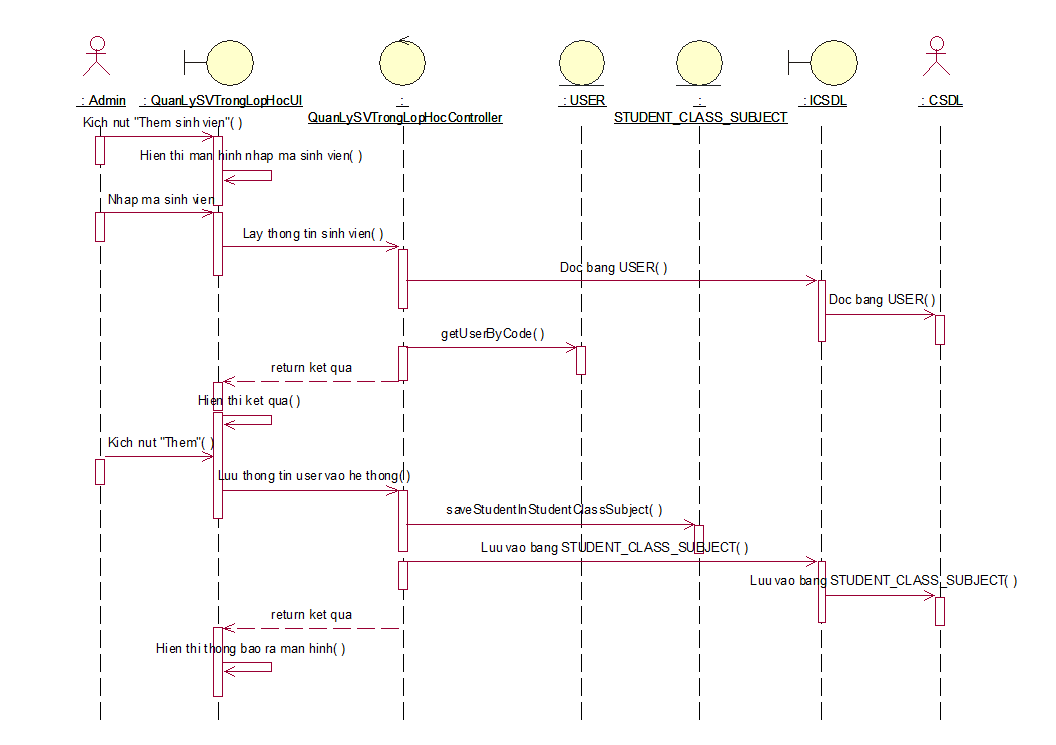 : Admin
: QuanLySVTrongLopHocUI
:
QuanLySVTrongLopHocController
: USER
:
STUDENT_CLASS_SUBJECT
: ICSDL
: CSDL
Kich nut "Them sinh vien"( )
Hien thi man hinh nhap ma sinh vien( )
Nhap ma sinh vien
Lay thong tin sinh vien( )
Doc bang USER( )
Doc bang USER( )
getUserByCode( )
return ket qua
Hien thi ket qua( )
Kich nut "Them"( )
Luu thong tin user vao he thong( )
saveStudentInStudentClassSubject( )
Luu vao bang STUDENT_CLASS_SUBJECT( )
Luu vao bang STUDENT_CLASS_SUBJECT( )
return ket qua
Hien thi thong bao ra man hinh( )